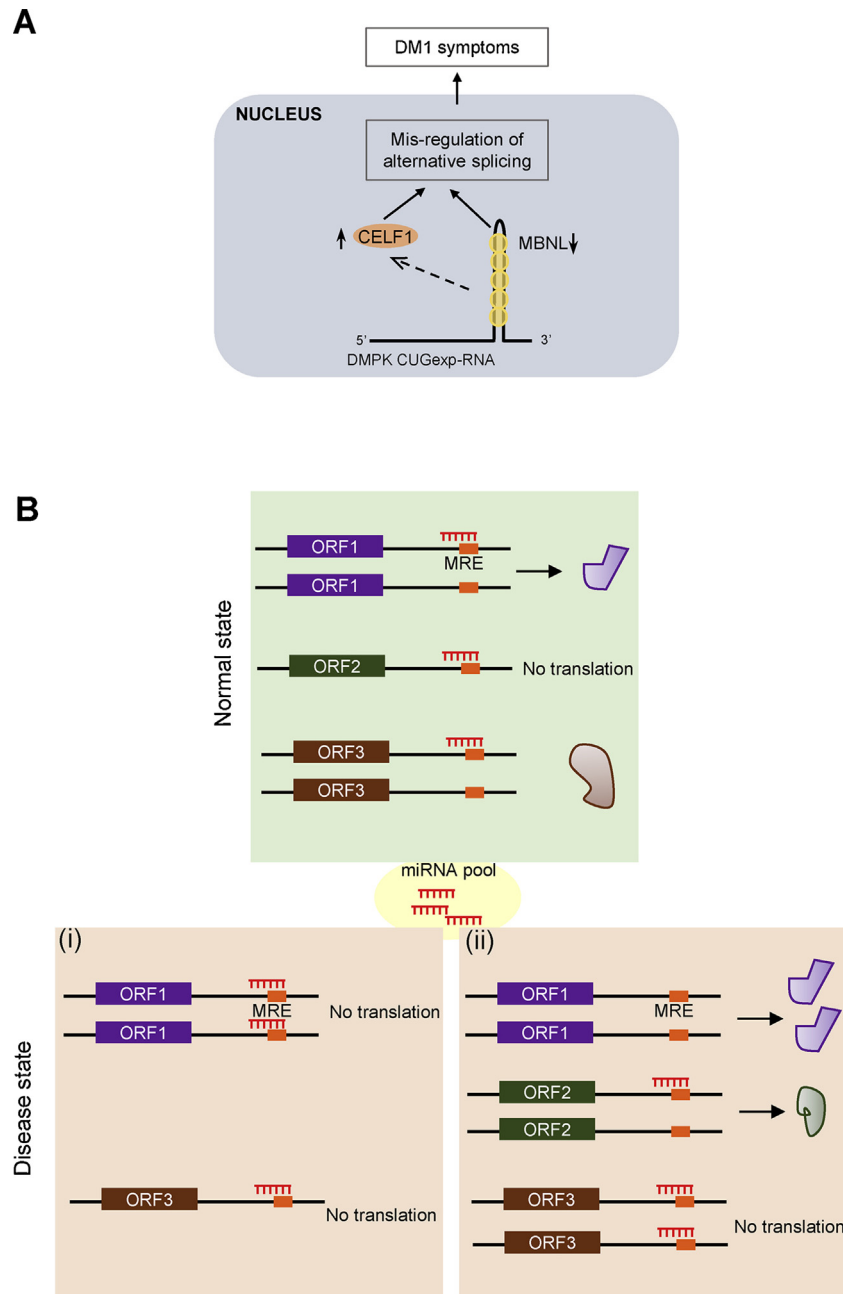 A
DM1 symptoms
NUCLEUS
Mis-regulation of
alternative splicing
CELF1
MBNL
5'
3'
DMPK CUGexp-RNA
B
Normal state
ORF1
MRE
ORF1
ORF2
No translation
ORF3
ORF3
miRNA pool
Disease state
(i)
ORF1
MRE
No translation
ORF1
ORF3
No translation
(ii)
ORF1
MRE
ORF1
ORF2
ORF2
ORF3
No translation
ORF3